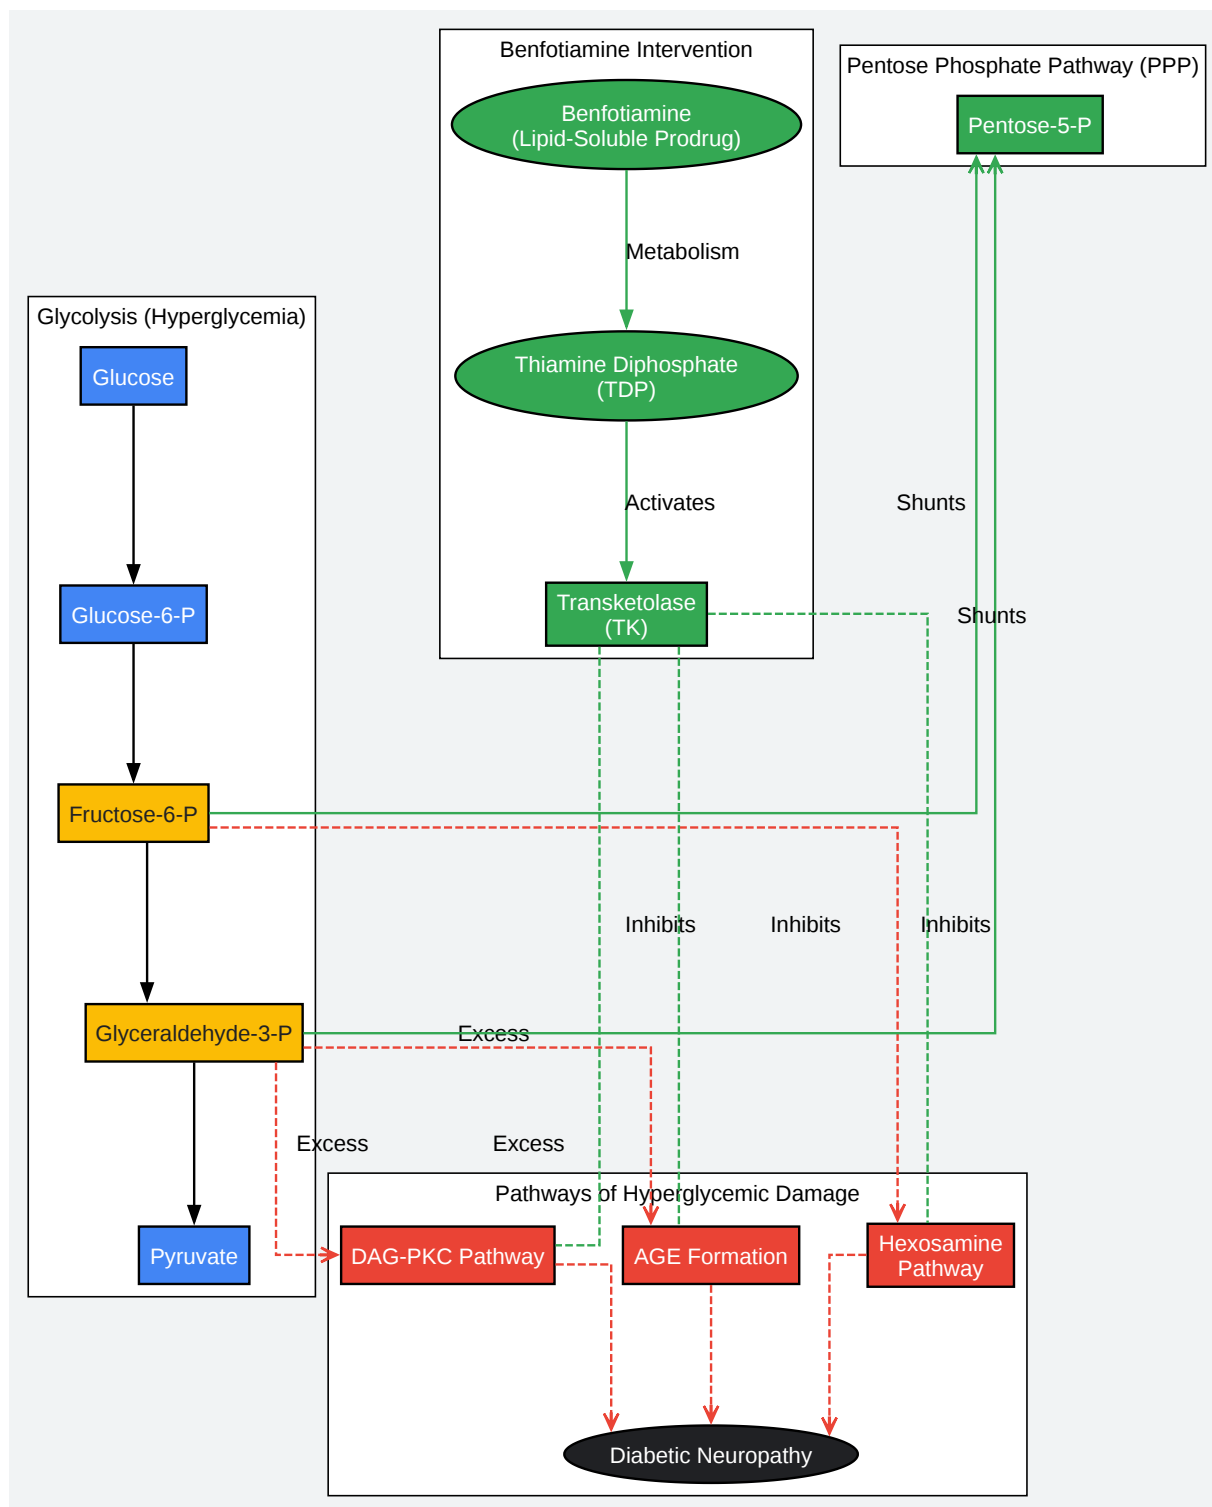 Benfotiamine Intervention
Pentose Phosphate Pathway (PPP)
Benfotiamine
(Lipid-Soluble Prodrug)
Pentose-5-P
Metabolism
Glycolysis (Hyperglycemia)
Glucose
Thiamine Diphosphate
(TDP)
Activates
Shunts
Transketolase
(TK)
Glucose-6-P
Shunts
Fructose-6-P
Inhibits
Inhibits
Inhibits
Glyceraldehyde-3-P
Excess
Excess
Excess
Pathways of Hyperglycemic Damage
Pyruvate
DAG-PKC Pathway
AGE Formation
Hexosamine
Pathway
Diabetic Neuropathy